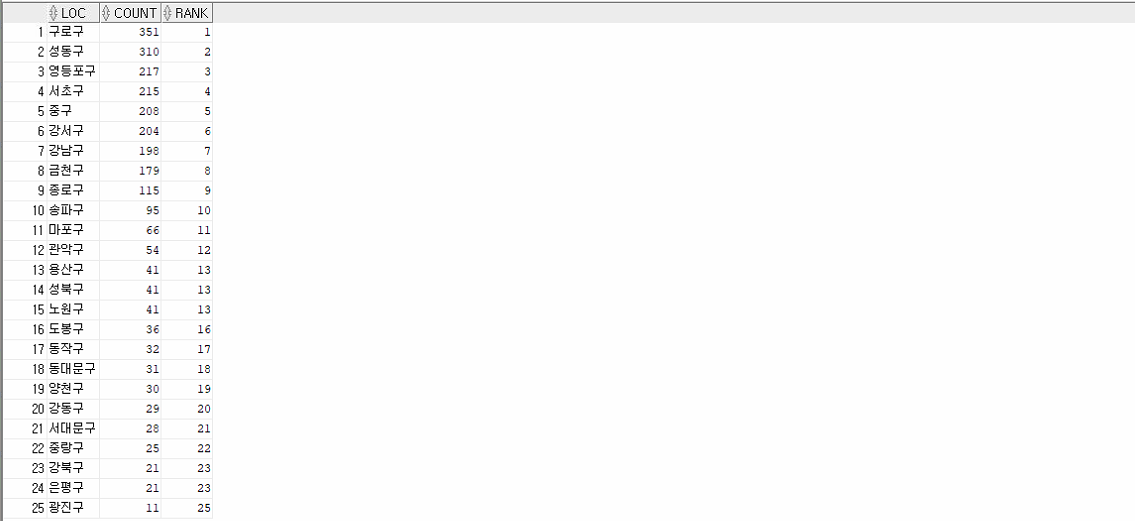 LOC COUNT RANK
1 구로구 351 1
2 성동구 310 2
3 영등포구 217 3
4 서초구 215 4
5 중구 208 5
6 강서구 204 6
7 강남구 198 7
8 금천구 179 8
9 종로구 115 9
10 송파구 95 10
11 마포구 66 11
12 관악구 54 12
13 용산구 41 13
14 성북구 41 13
15 노원구 41 13
16 도봉구 36 16
17 동작구 32 17
18 동대문구 31 18
19 양천구 30 19
20 강동구 29 20
21 서대문구 28 21
22 중랑구 25 22
23 강북구 21 23
24 은평구 21 23
25 광진구 11 25